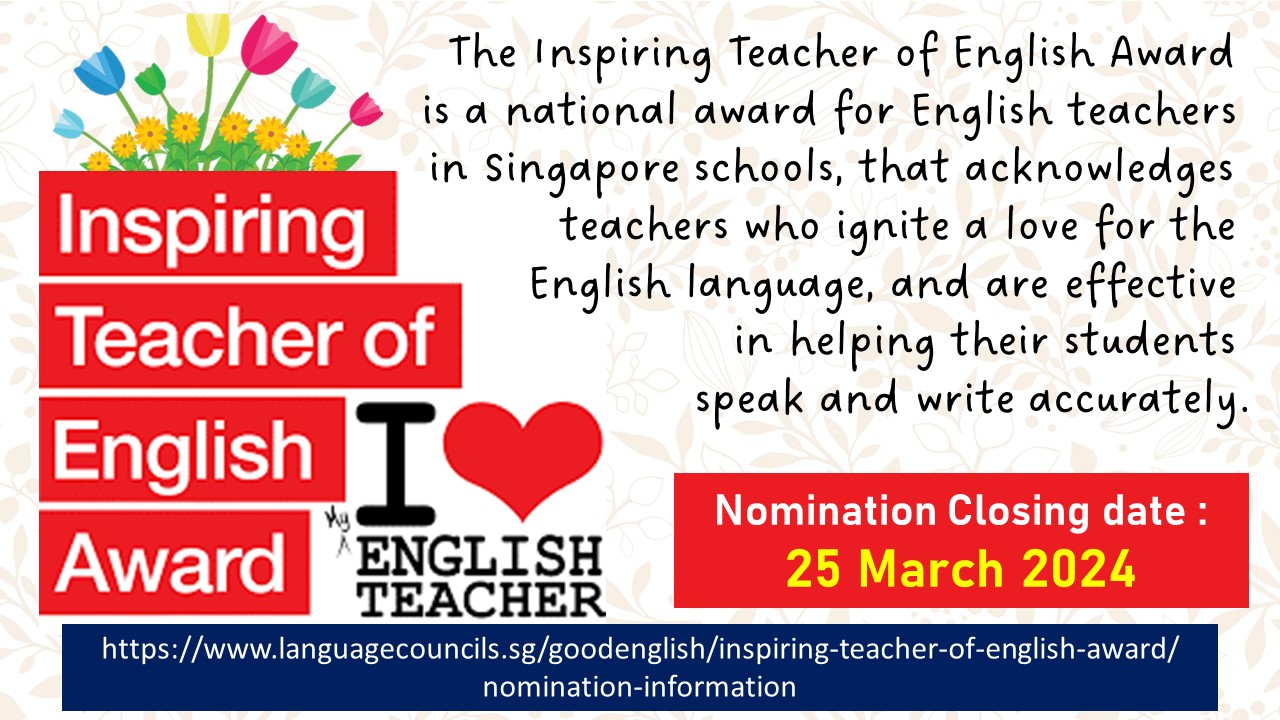 The Inspiring Teacher of English Award
is a national award for English teachers
in Singapore schools, that acknowledges
teachers who ignite a love for the
English language, and are effective
in helping their students
speak and write accurately.
Inspiring
Teacher of
English
Award
I
My
ENGLISH
TEACHER
Nomination Closing date :
25 March 2024
https://www.languagecouncils.sg/goodenglish/inspiring-teacher-of-english-award/
nomination-information